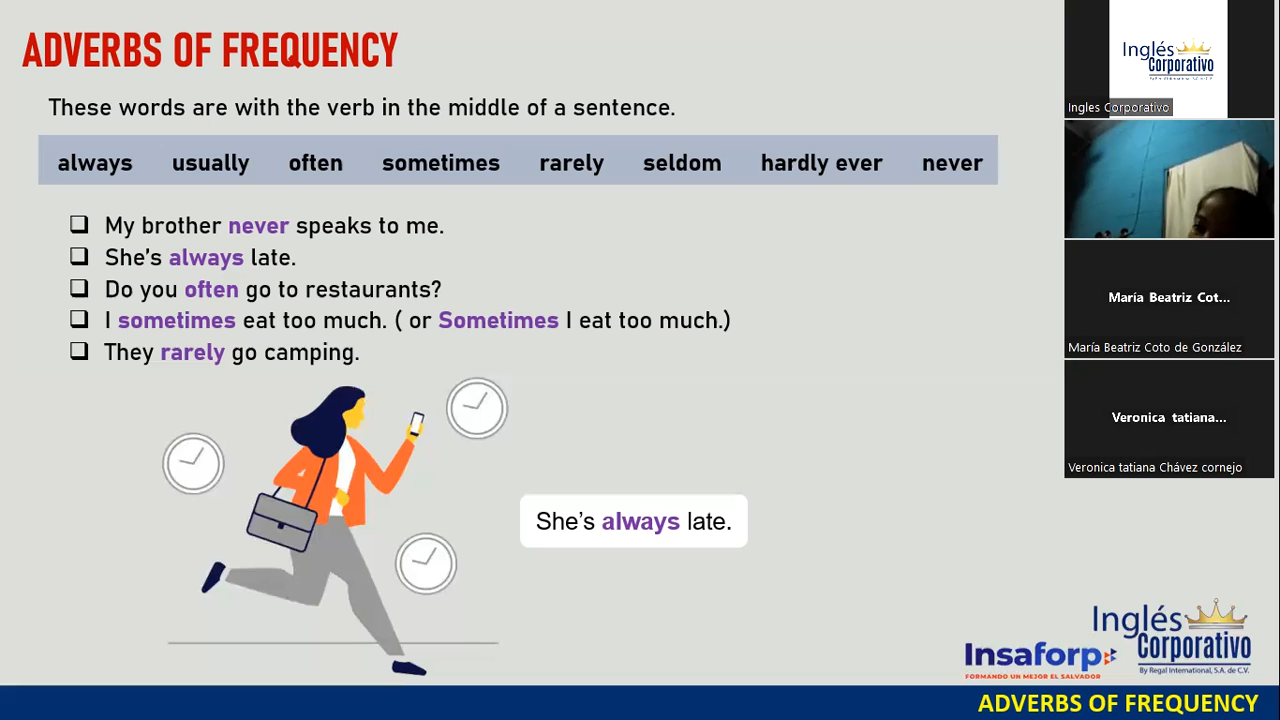 ADVERBS OF FREQUENCY
These words are with the verb in the middle of a sentence.
always usually often sometimes rarely seldom hardly ever never
My brother never speaks to me.
She's always late.
Do you often go to restaurants?
I sometimes eat too much. ( or Sometimes I eat too much.)
They rarely go camping.
She's always late.
Insaforp
FORMANDO UN MEJOR EL SALVADOR
Inglés
Corporativo
By Regal International, S.A. de C.V.
ADVERBS OF FREQUENCY
Inglés
Corporativo
Ingles Corporativo
María Beatriz Cot...
María Beatriz Coto de González
Veronica tatiana...
Veronica tatiana Chávez cornejo